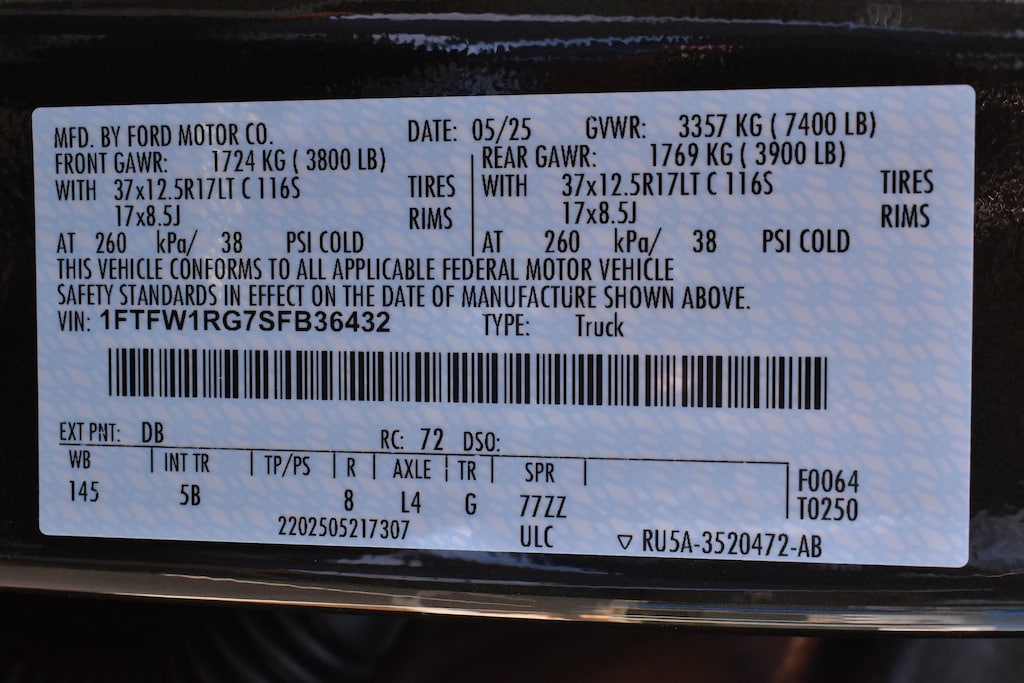 MFD. BY FORD MOTOR CO. DATE: 05/25 GVWR: 3357 KG ( 7400 LB)
FRONT GAWR: 1724 KG ( 3800 LB) REAR GAWR: 1769 KG ( 3900 LB)
WITH 37x12.5R17LT C 116S TIRES WITH 37x12.5R17LT C 116S TIRES
17x8.5J RIMS 17x8.5J RIMS
AT 260 kPa/ 38 PSI COLD AT 260 kPa/ 38 PSI COLD
THIS VEHICLE CONFORMS TO ALL APPLICABLE FEDERAL MOTOR VEHICLE
SAFETY STANDARDS IN EFFECT ON THE DATE OF MANUFACTURE SHOWN ABOVE.
VIN: 1FTFW1RG7SFB36432 TYPE: Truck
EXT PNT: DB RC: 72 DSO:
WB INT TR TP/PS R AXLE TR SPR F0064
145 5B 8 L4 G 77ZZ T0250
2202505217307 ULC ▽ RU5A-3520472-AB